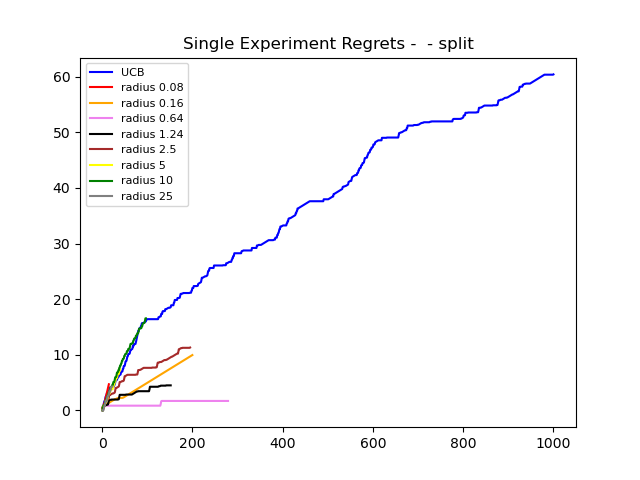 Single Experiment Regrets -  - split
UCB
radius 0.08
radius 0.16
radius 0.64
radius 1.24
radius 2.5
radius 5
radius 10
radius 25
60
50
40
30
20
10
0
0 200 400 600 800 1000